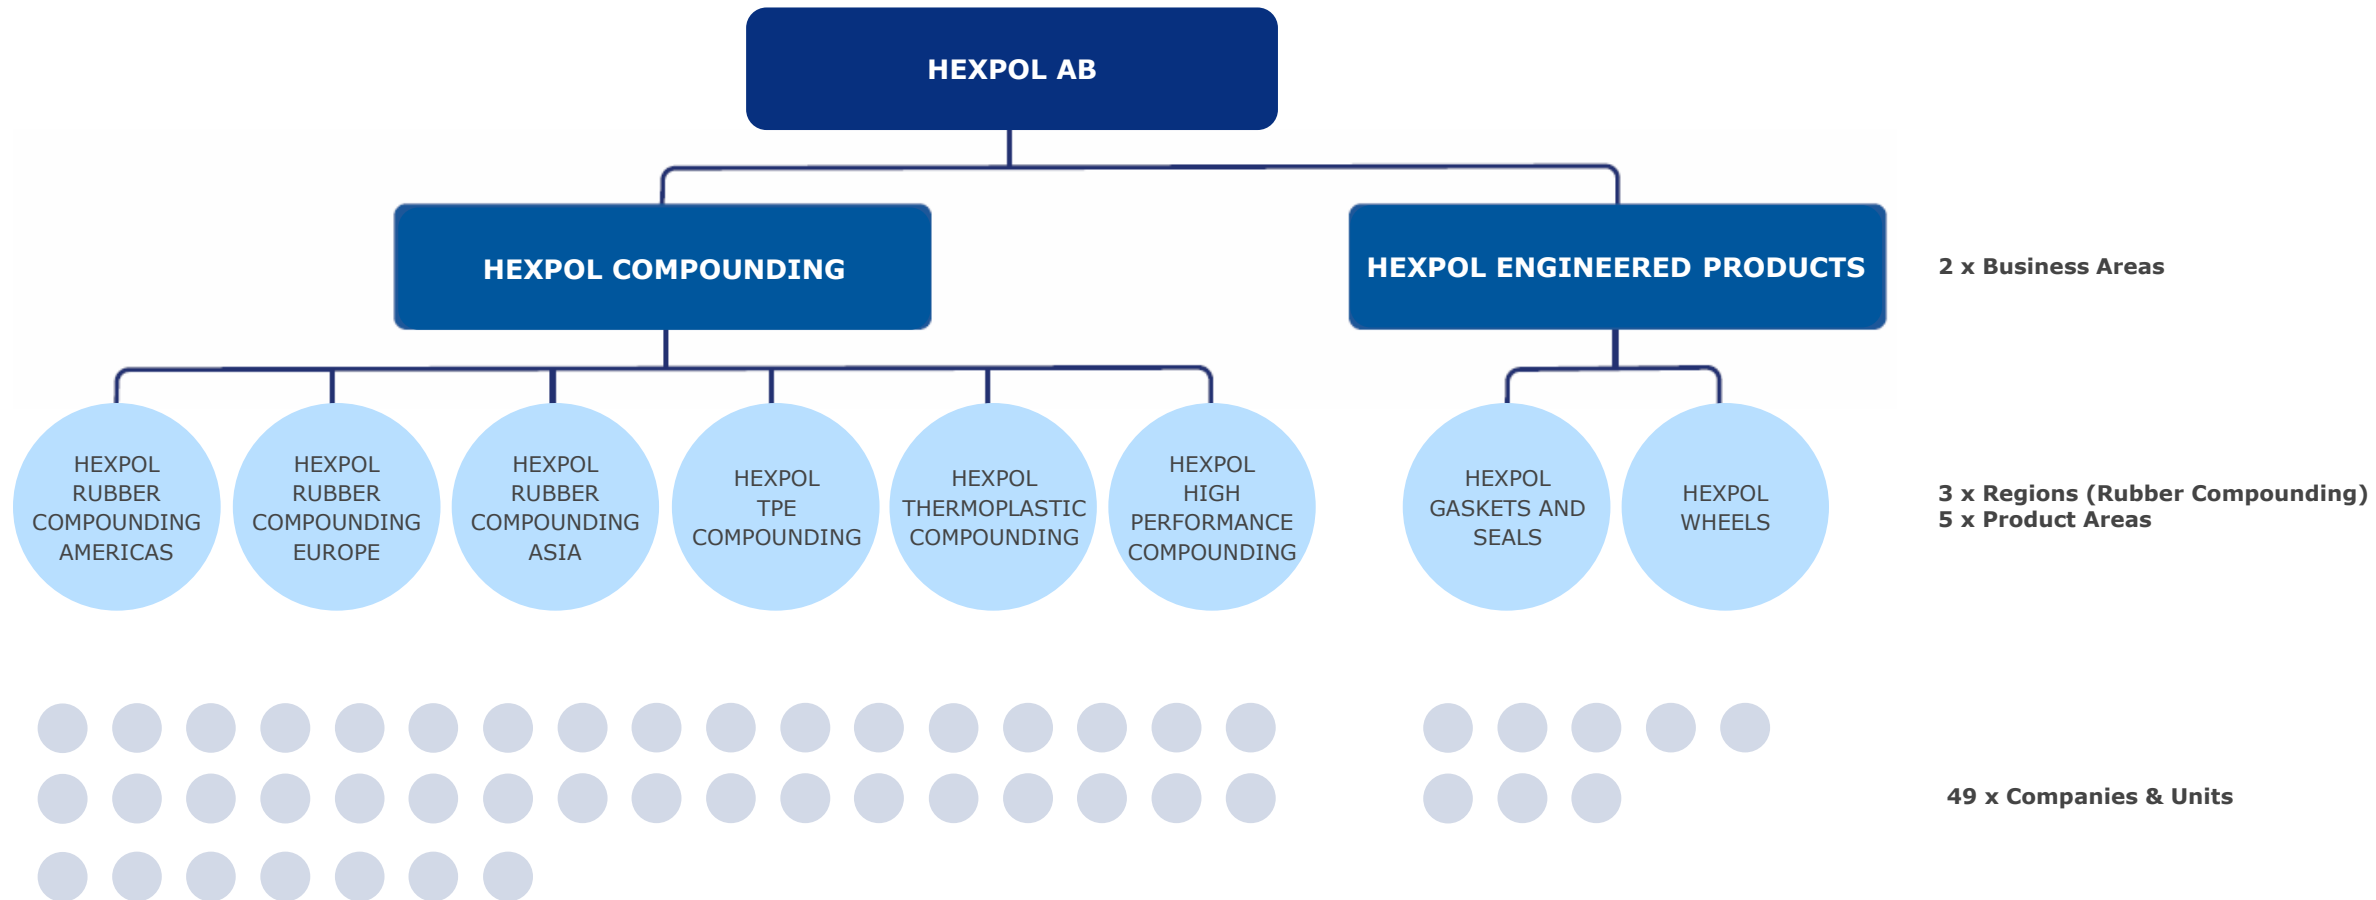 HEXPOL AB
HEXPOL COMPOUNDING
HEXPOL ENGINEERED PRODUCTS
2 x Business Areas
HEXPOL
RUBBER
COMPOUNDING
AMERICAS
HEXPOL
RUBBER
COMPOUNDING
EUROPE
HEXPOL
RUBBER
COMPOUNDING
ASIA
HEXPOL
TPE
COMPOUNDING
HEXPOL
THERMOPLASTIC
COMPOUNDING
HEXPOL
HIGH
PERFORMANCE
COMPOUNDING
HEXPOL
GASKETS AND
SEALS
HEXPOL
WHEELS
3 x Regions (Rubber Compounding)
5 x Product Areas
49 x Companies & Units